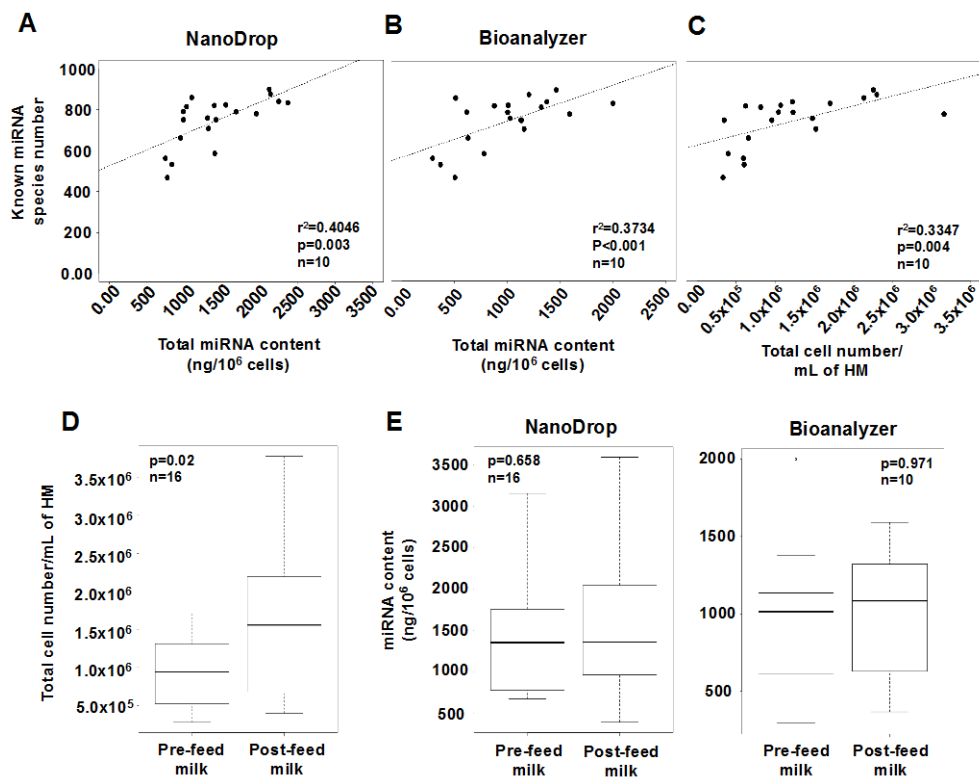 A
NanoDrop
Known miRNA
species number
1000
800
600
400
200
0.00
r²=0.4046
p=0.003
n=10
0.00
500
1000
1500
2000
2500
3000
3500
Total miRNA content
(ng/10⁶ cells)
B
Bioanalyzer
r²=0.3734
P<0.001
n=10
0.00
500
1000
1500
2000
2500
Total miRNA content
(ng/10⁶ cells)
C
r²=0.3347
p=0.004
n=10
0.00
0.5x10⁵
1.0x10⁶
1.5x10⁶
2.0x10⁶
2.5x10⁶
3.0x10⁶
3.5x10⁶
Total cell number/
mL of HM
D
Total cell number/mL of HM
p=0.02
n=16
3.5x10⁶
3.0x10⁶
2.5x10⁶
2.0x10⁶
1.5x10⁶
1.0x10⁶
5.0x10⁵
Pre-feed
milk
Post-feed
milk
E
NanoDrop
miRNA content
(ng/10⁶ cells)
p=0.658
n=16
3500
3000
2500
2000
1500
1000
500
Pre-feed
milk
Post-feed
milk
Bioanalyzer
p=0.971
n=10
2000
1500
1000
500
Pre-feed
milk
Post-feed
milk